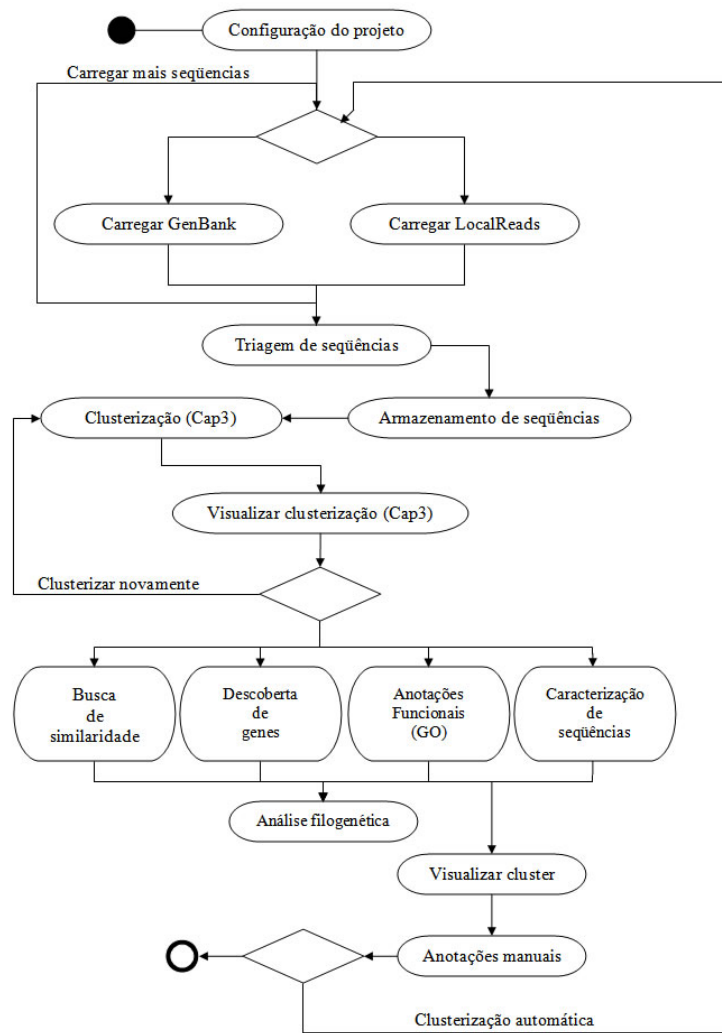 Configuração do projeto
Carregar mais seqüencias
Carregar GenBank
Carregar LocalReads
Triagem de seqüências
Clusterização (Cap3)
Armazenamento de seqüências
Visualizar clusterização (Cap3)
Clusterizar novamente
Busca
de
similaridade
Descoberta
de
genes
Anotações
Funcionais
(GO)
Caracterização
de
seqüências
Análise filogenética
Visualizar cluster
Anotações manuais
Clusterização automática